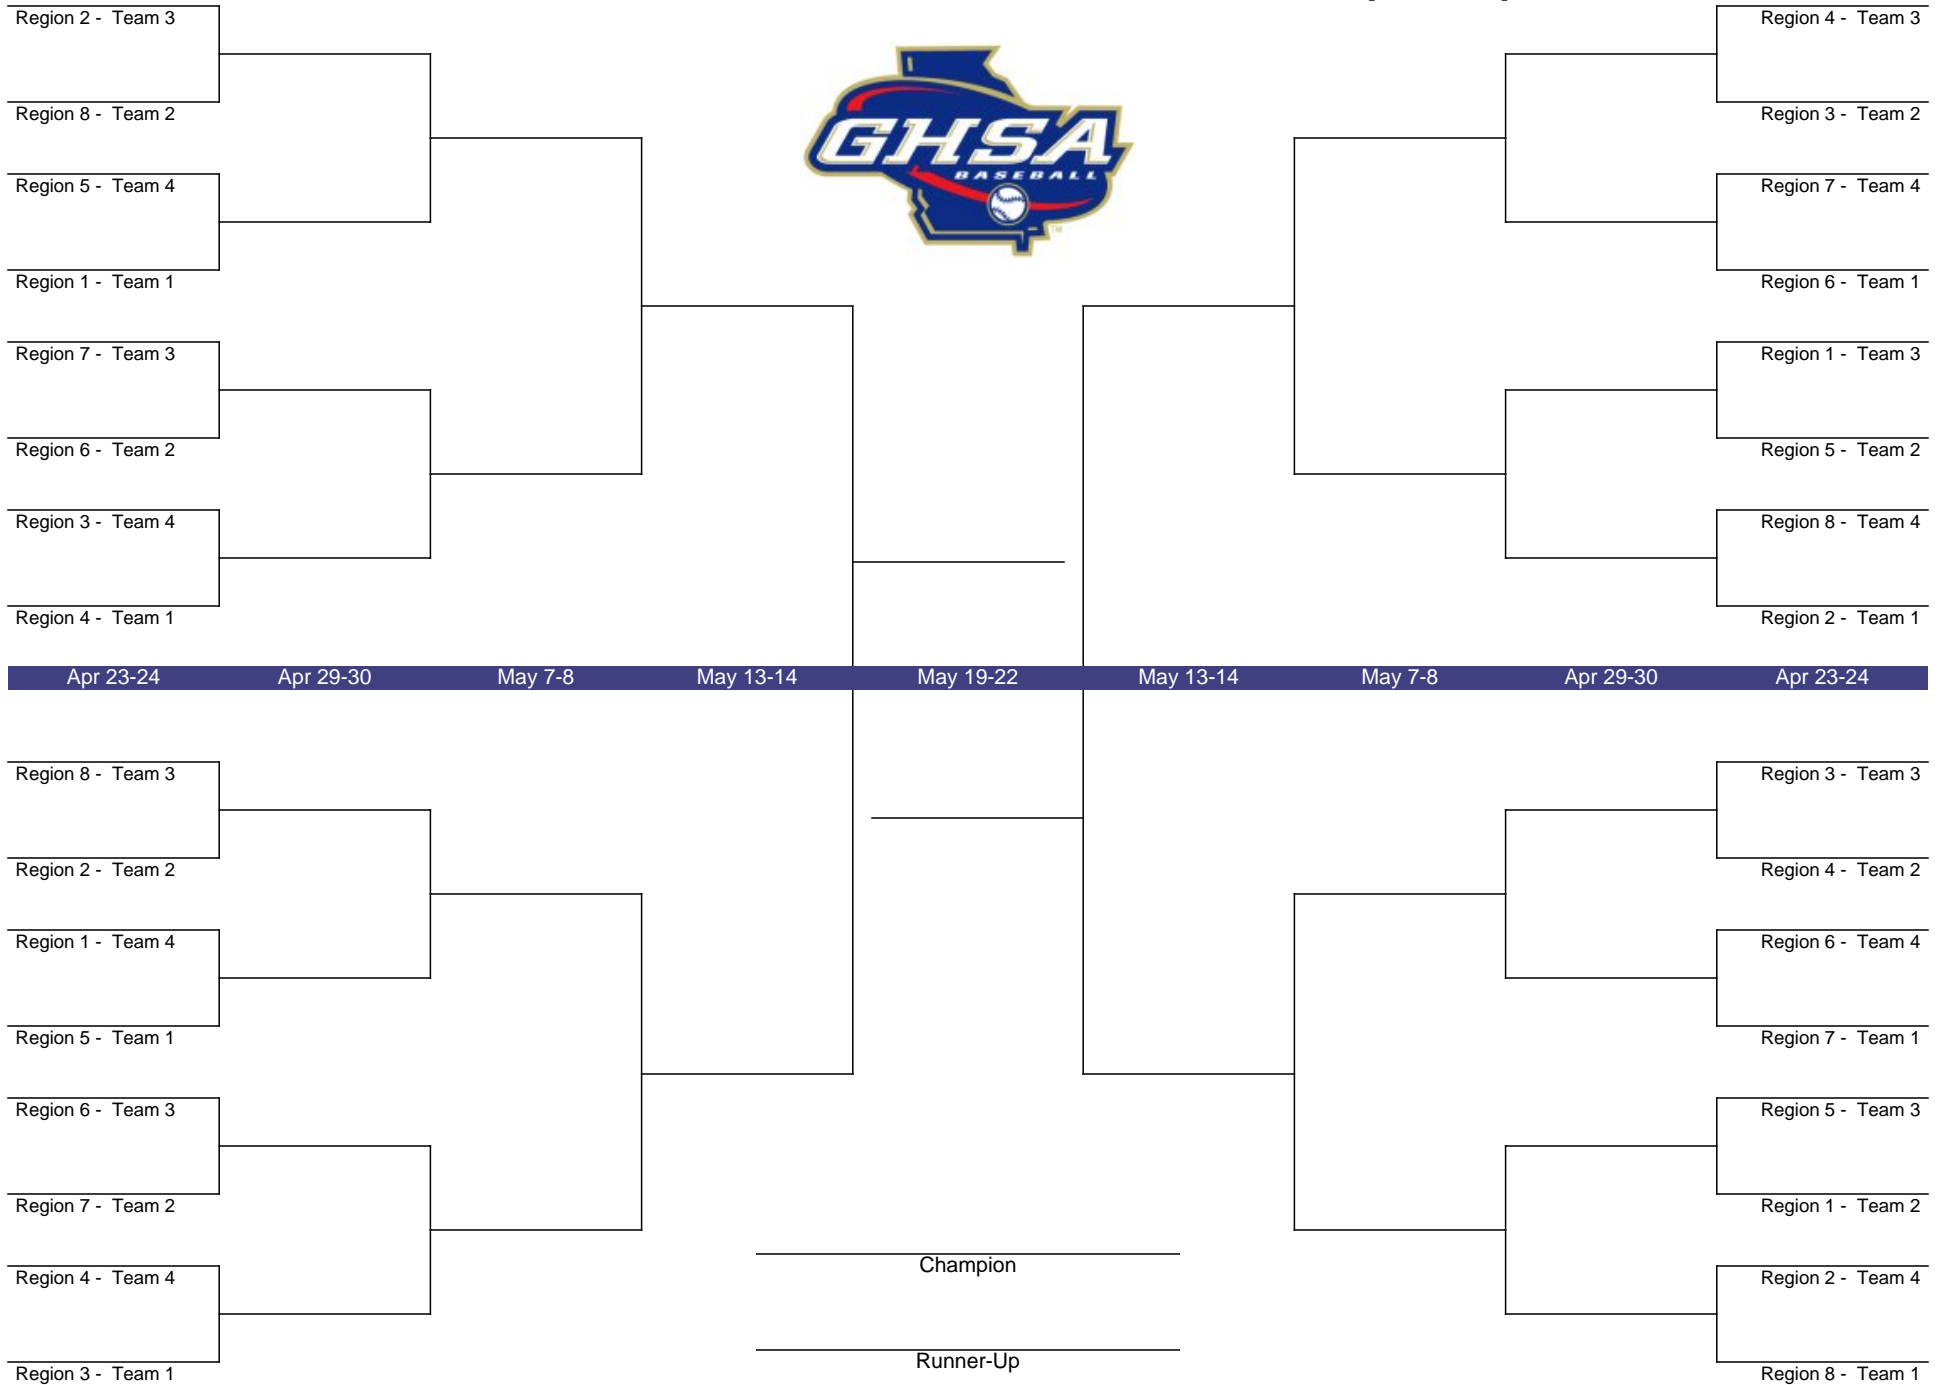 Region 2 - Team 3
Region 8 - Team 2
Region 5 - Team 4
Region 1 - Team 1
Region 7 - Team 3
Region 6 - Team 2
Region 3 - Team 4
Region 4 - Team 1
GHSA
BASEBALL
TM
Region 4 - Team 3
Region 3 - Team 2
Region 7 - Team 4
Region 6 - Team 1
Region 1 - Team 3
Region 5 - Team 2
Region 8 - Team 4
Region 2 - Team 1
Apr 23-24 Apr 29-30 May 7-8 May 13-14 May 19-22 May 13-14 May 7-8 Apr 29-30 Apr 23-24
Region 8 - Team 3
Region 2 - Team 2
Region 1 - Team 4
Region 5 - Team 1
Region 6 - Team 3
Region 7 - Team 2
Region 4 - Team 4
Region 3 - Team 1
Champion
Runner-Up
Region 3 - Team 3
Region 4 - Team 2
Region 6 - Team 4
Region 7 - Team 1
Region 5 - Team 3
Region 1 - Team 2
Region 2 - Team 4
Region 8 - Team 1